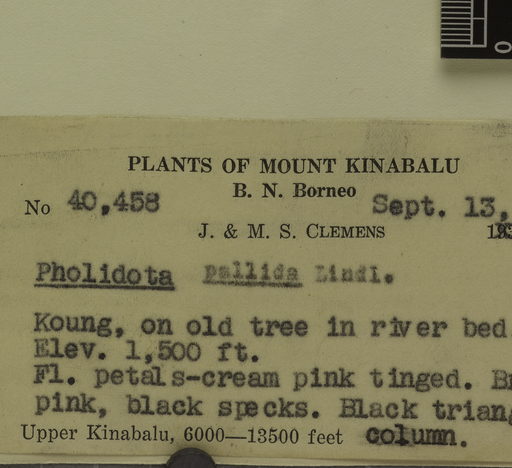 0
PLANTS OF MOUNT KINABALU
B. N. Borneo
No 40,458 Sept. 13,
J. & M. S. CLEMENS
Pholidota pallida Lindl.
Koung, on old tree in river bed
Elev. 1,500 ft.
Fl. petals-cream pink tinged.
pink, black specks. Black
Upper Kinabalu, 6000—13500 feet column.